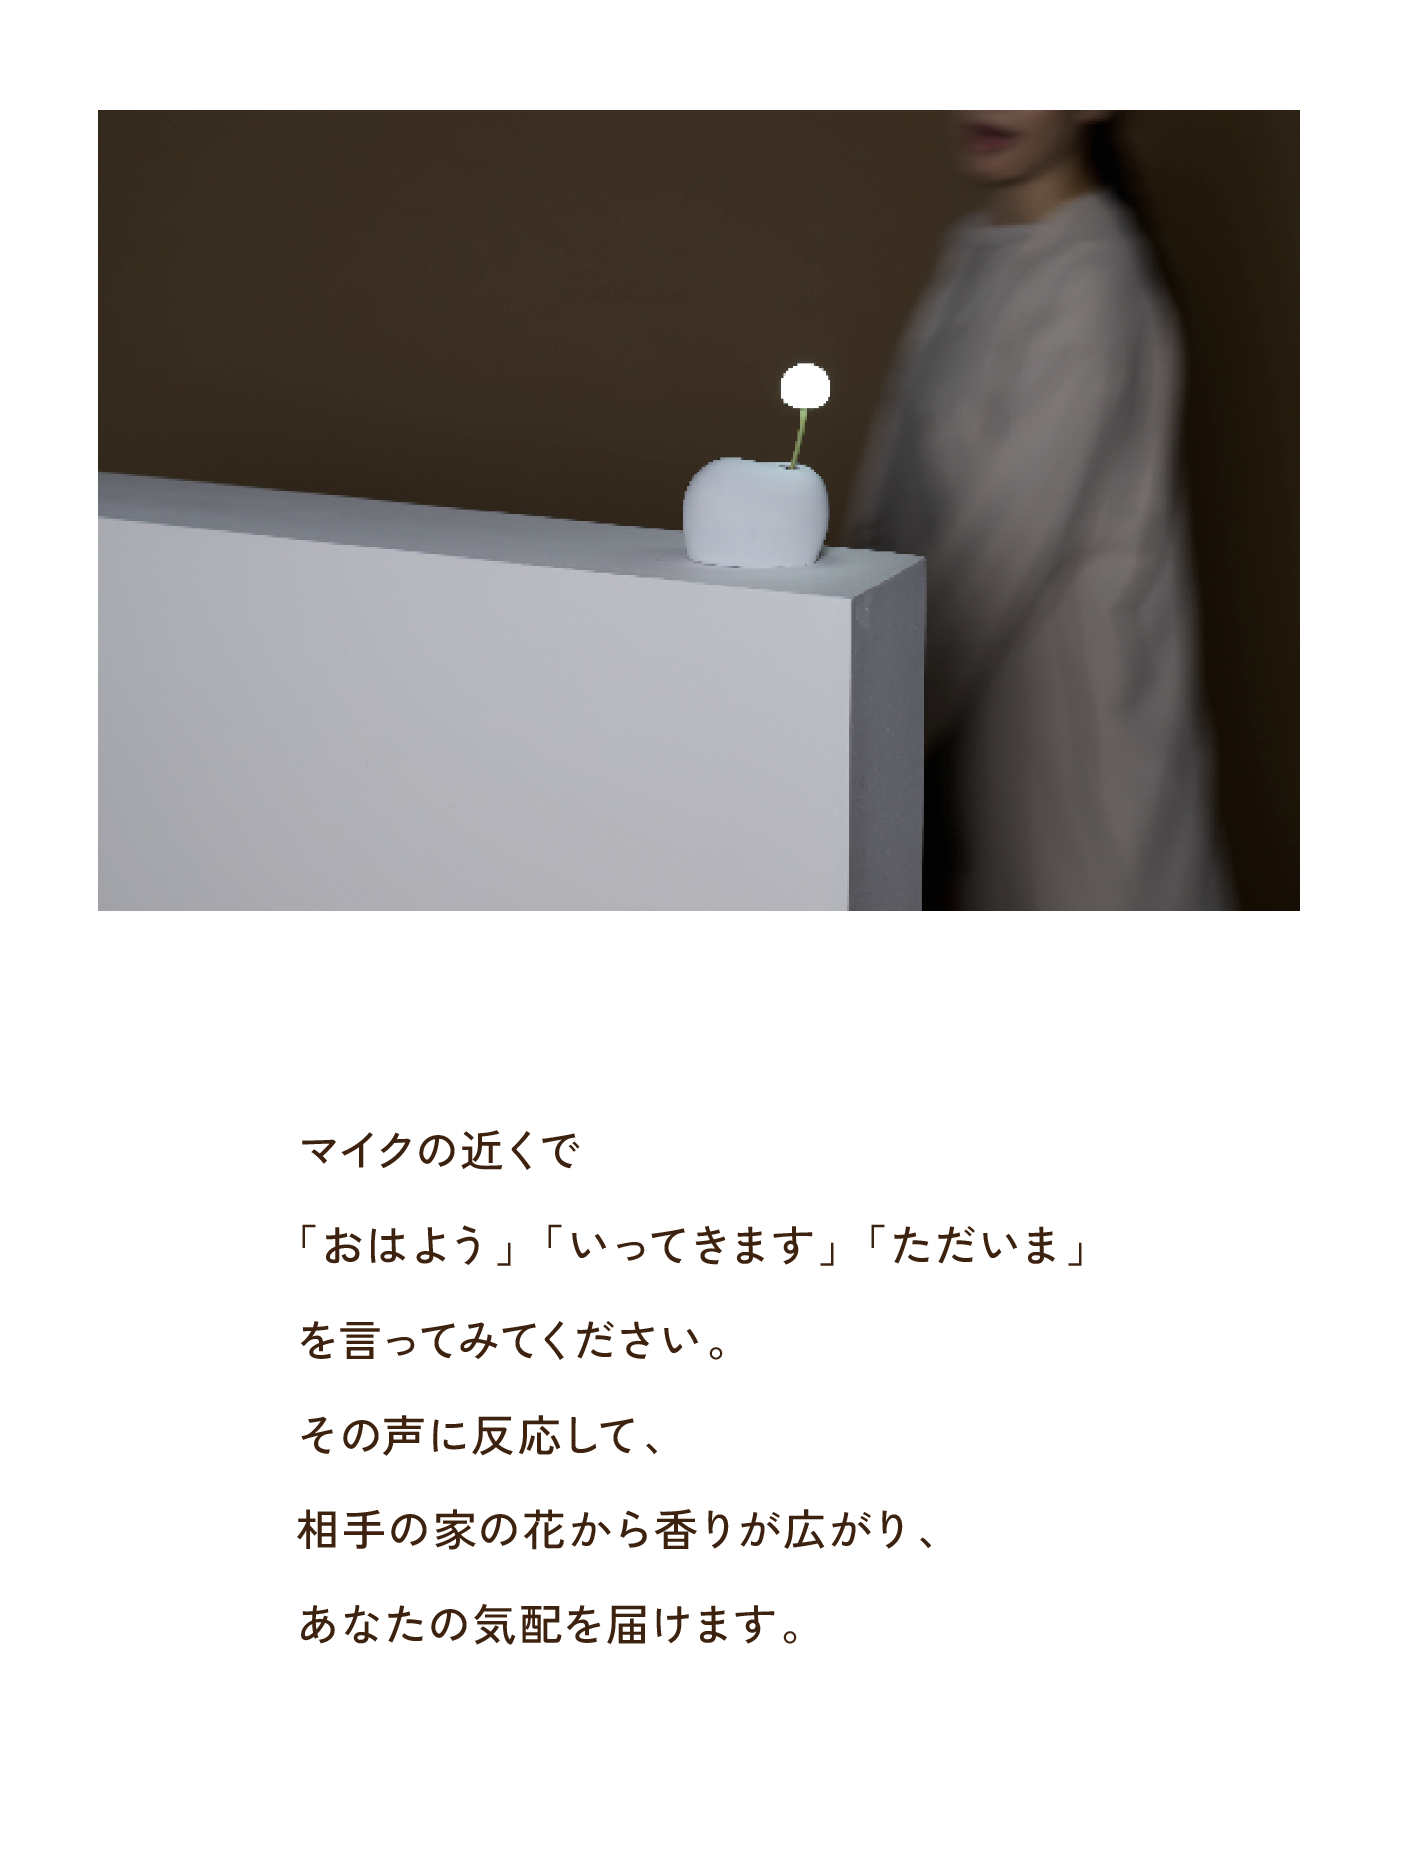 マイクの近くで
「おはよう」「いってきます」「ただいま」
を言ってみてください。
その声に反応して、
相手の家の花から香りが広がり、
あなたの気配を届けます。